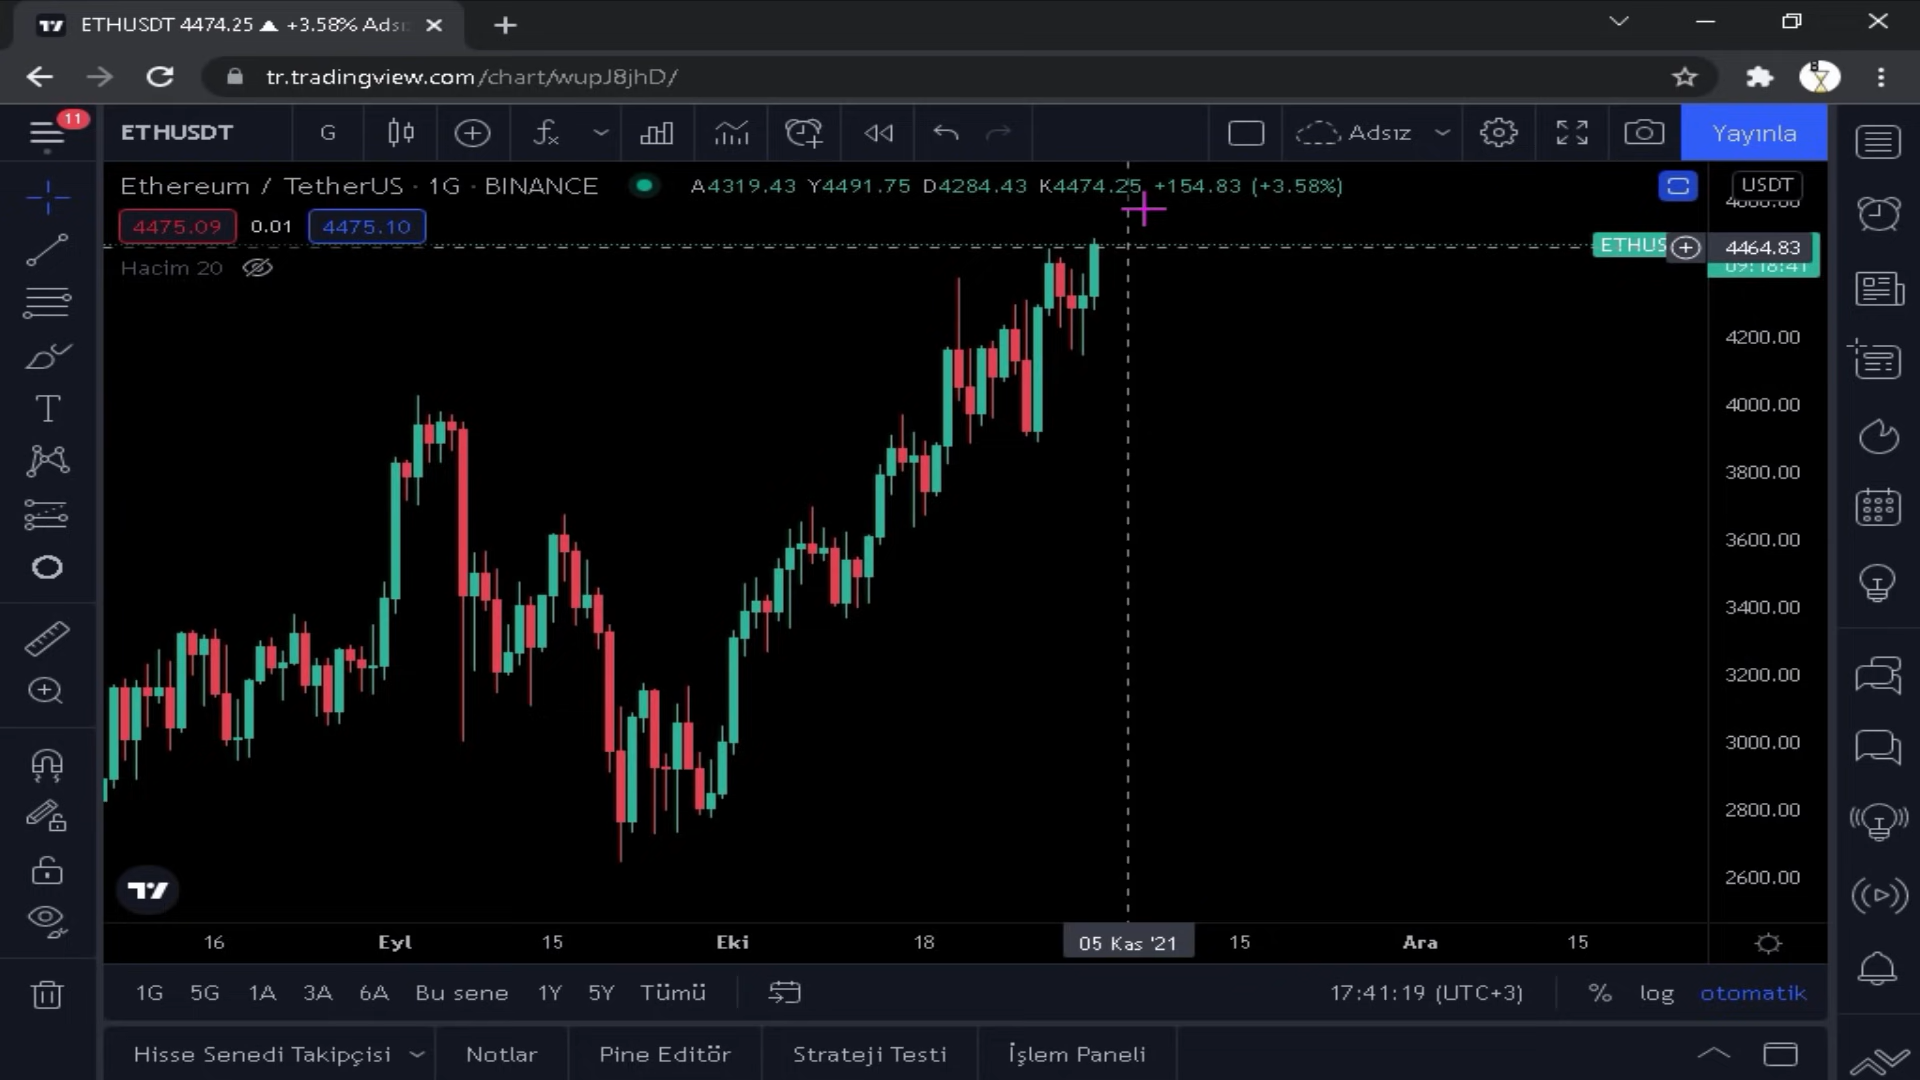 ETHUSDT 4474.25 ▲ +3.58% Adsı
tr.tradingview.com/chart/wupJ8jhD/
11
ETHUSDT G Adsız Yayınla
Ethereum / TetherUS · 1G · BINANCE A4319.43 Y4491.75 D4284.43 K4474.25 +154.83 (+3.58%)
USDT
4475.09 0.01 4475.10
ETHUS 4464.83
09:18:41
Hacim 20
4200.00
4000.00
3800.00
3600.00
3400.00
3200.00
3000.00
2800.00
2600.00
16 Eyl 15 Eki 18 05 Kas '21 15 Ara 15
1G 5G 1A 3A 6A Bu sene 1Y 5Y Tümü 17:41:19 (UTC+3) % log otomatik
Hisse Senedi Takipçisi Notlar Pine Editör Strateji Testi İşlem Paneli